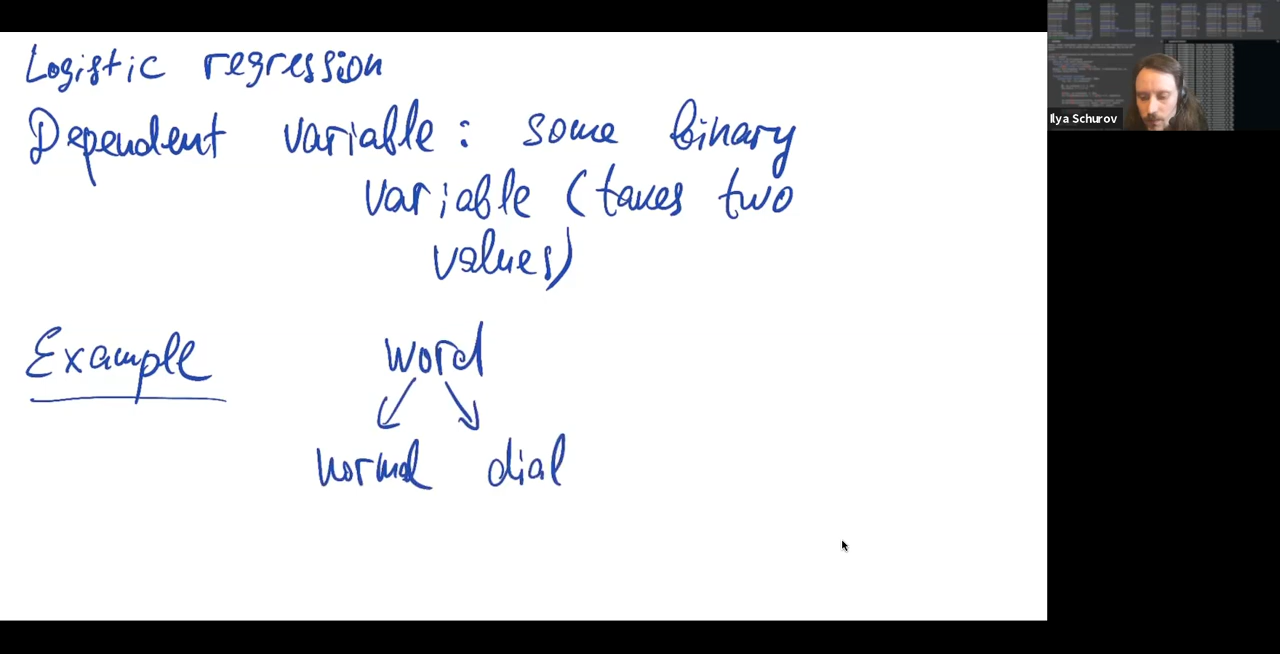 Logistic regression
Dependent variable: some binary
variable (takes two
values)
Example
word
normal dial
Ilya Schurov